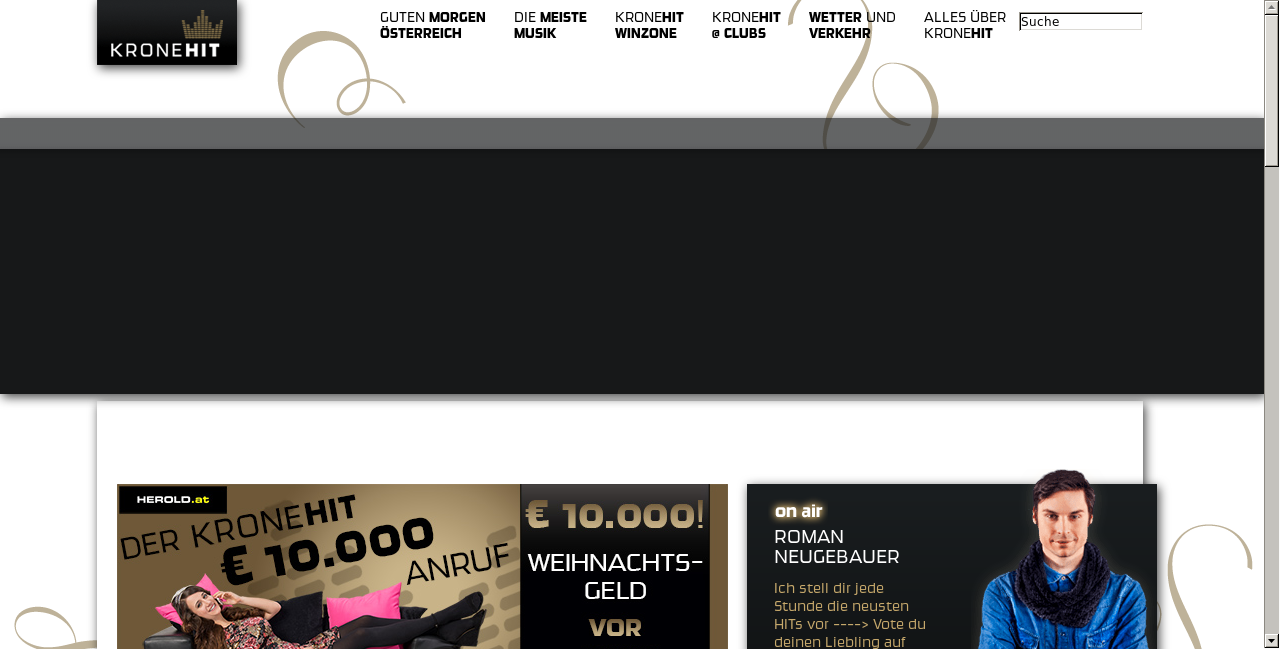 KRONEHIT
GUTEN MORGEN
ÖSTERREICH
DIE MEISTE
MUSIK
KRONEHIT
WINZONE
KRONEHIT
@ CLUBS
WETTER UND
VERKEHR
ALLES ÜBER
KRONEHIT
Suche
HEROLD.at
DER KRONEHIT
€ 10.000
ANRUF
€ 10.000!
WEIHNACHTS-
GELD
VOR
on air
ROMAN
NEUGEBAUER
Ich stell dir jede
Stunde die neusten
HITs vor ----> Vote du
deinen Liebling auf